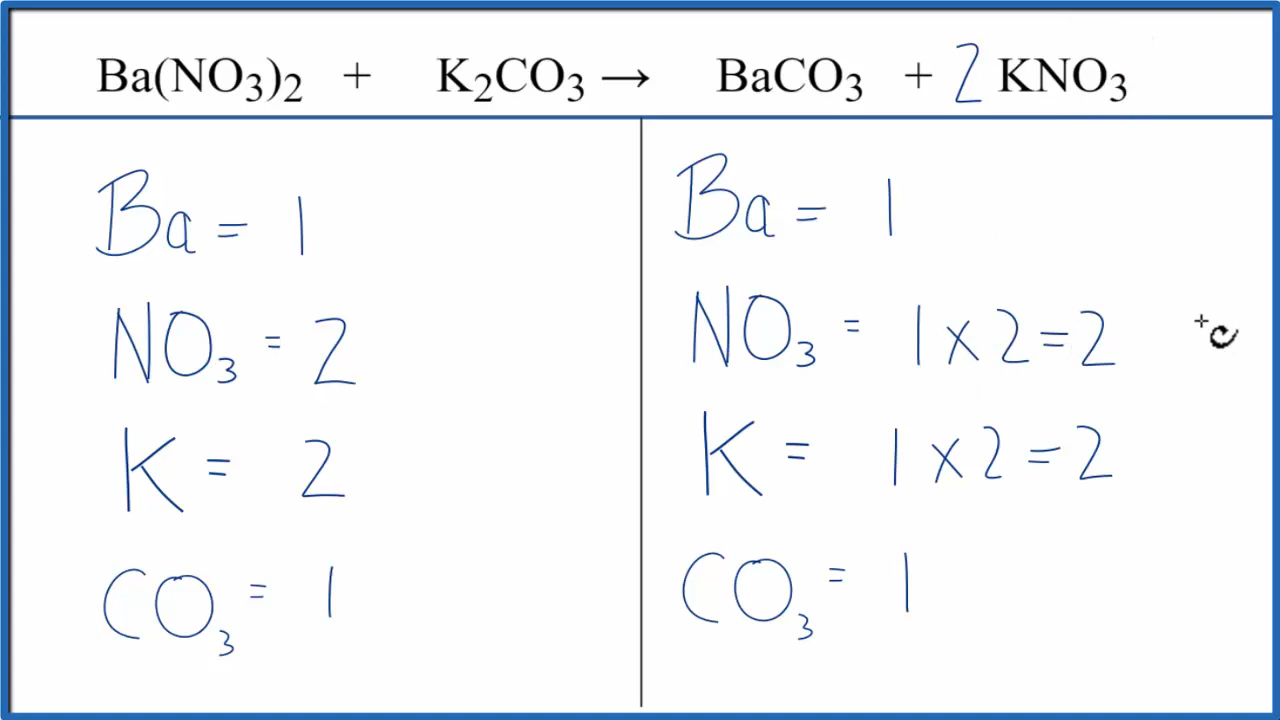 Ba(NO₃)₂ + K₂CO₃ → BaCO₃ + 2 KNO₃
Ba = 1
NO₃ = 2
K = 2
CO₃ = 1
Ba = 1
NO₃ = 1 x 2 = 2
K = 1 x 2 = 2
CO₃ = 1